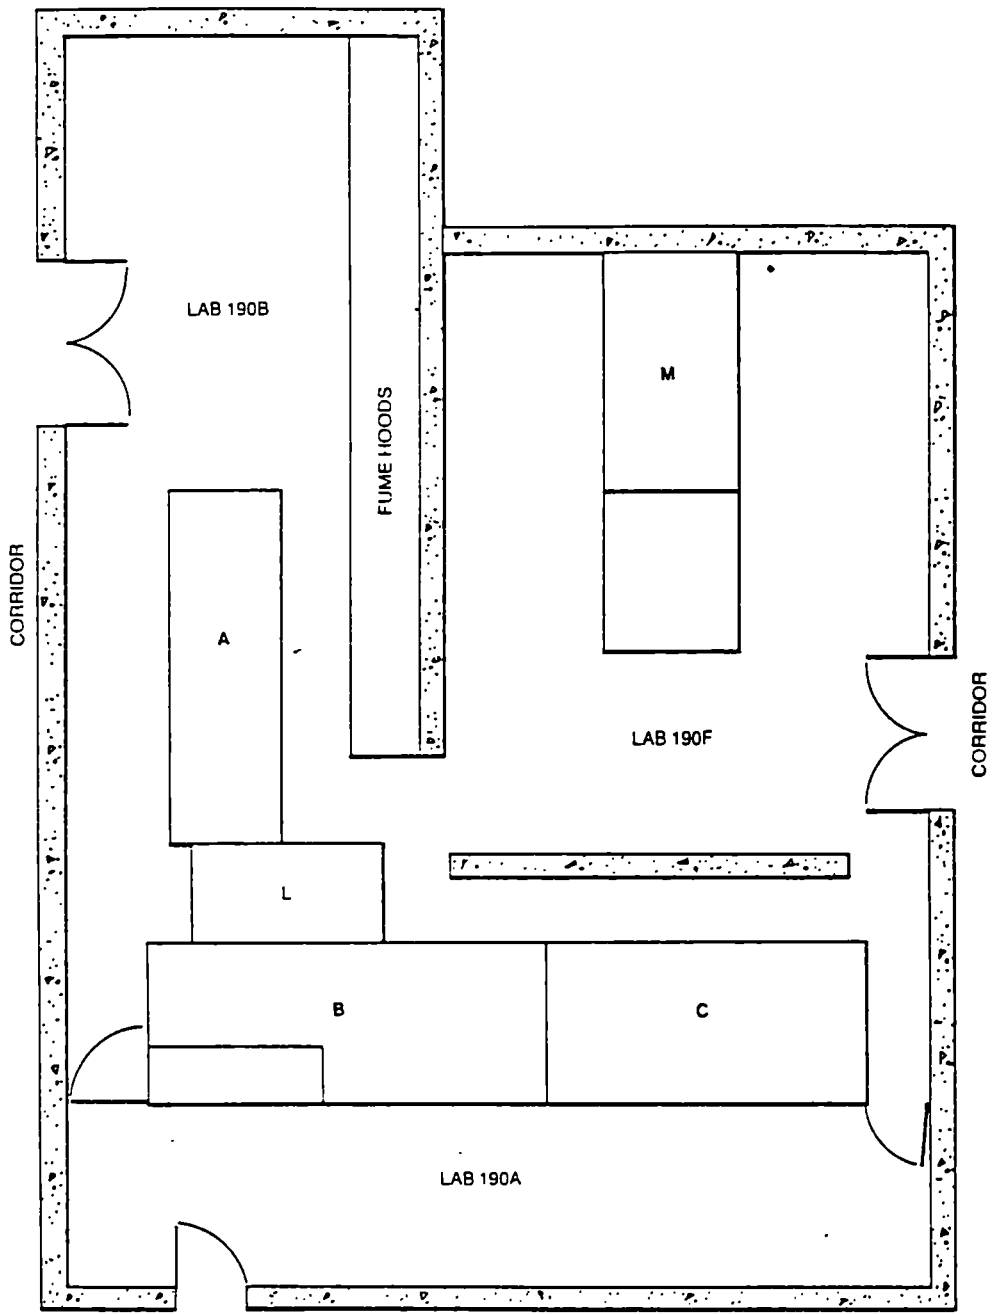 LAB 190B
M
FUME HOODS
CORRIDOR
A
LAB 190F
CORRIDOR
L
B
C
LAB 190A